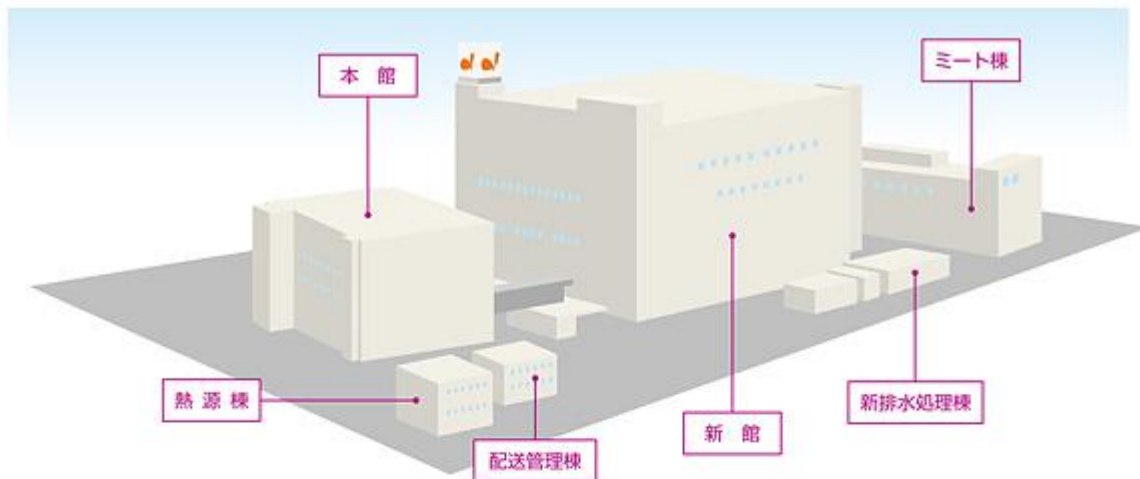 本 館
ミート棟
熱 源 棟
配送管理棟
新 館
新排水処理棟